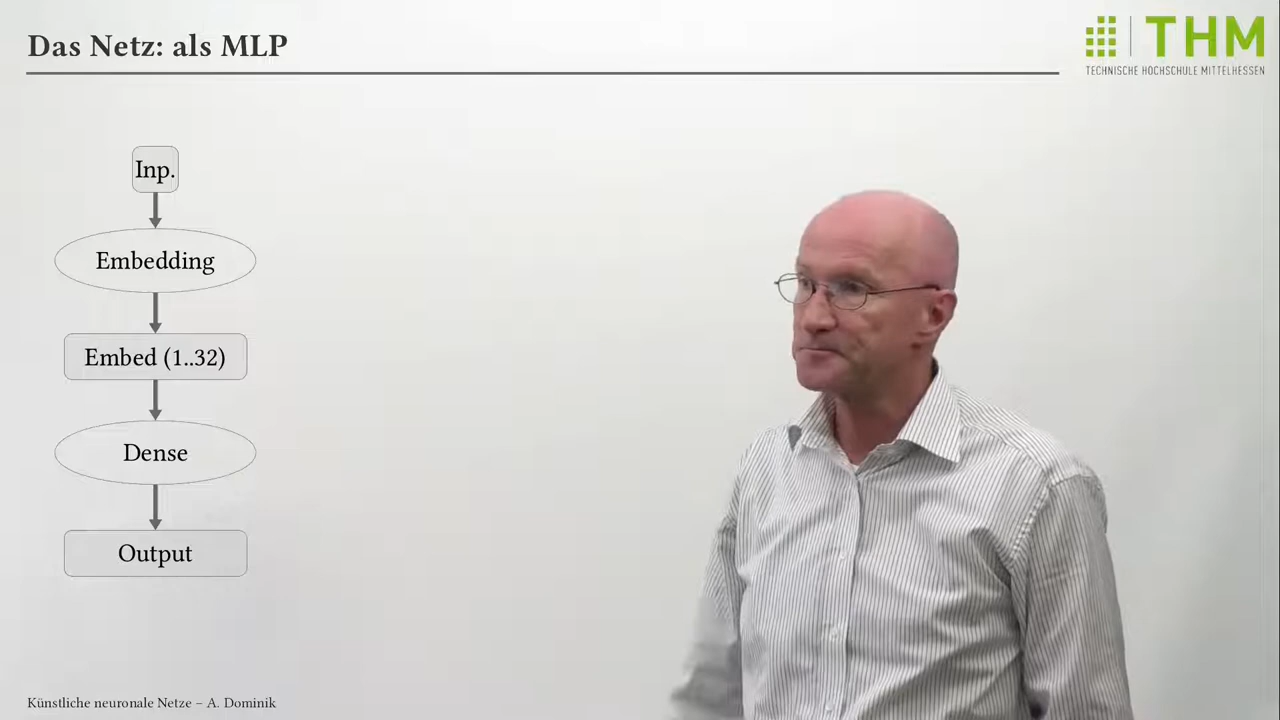 Das Netz: als MLP
THM
TECHNISCHE HOCHSCHULE MITTELHESSEN
Inp.
Embedding
Embed (1..32)
Dense
Output
Künstliche neuronale Netze – A. Dominik